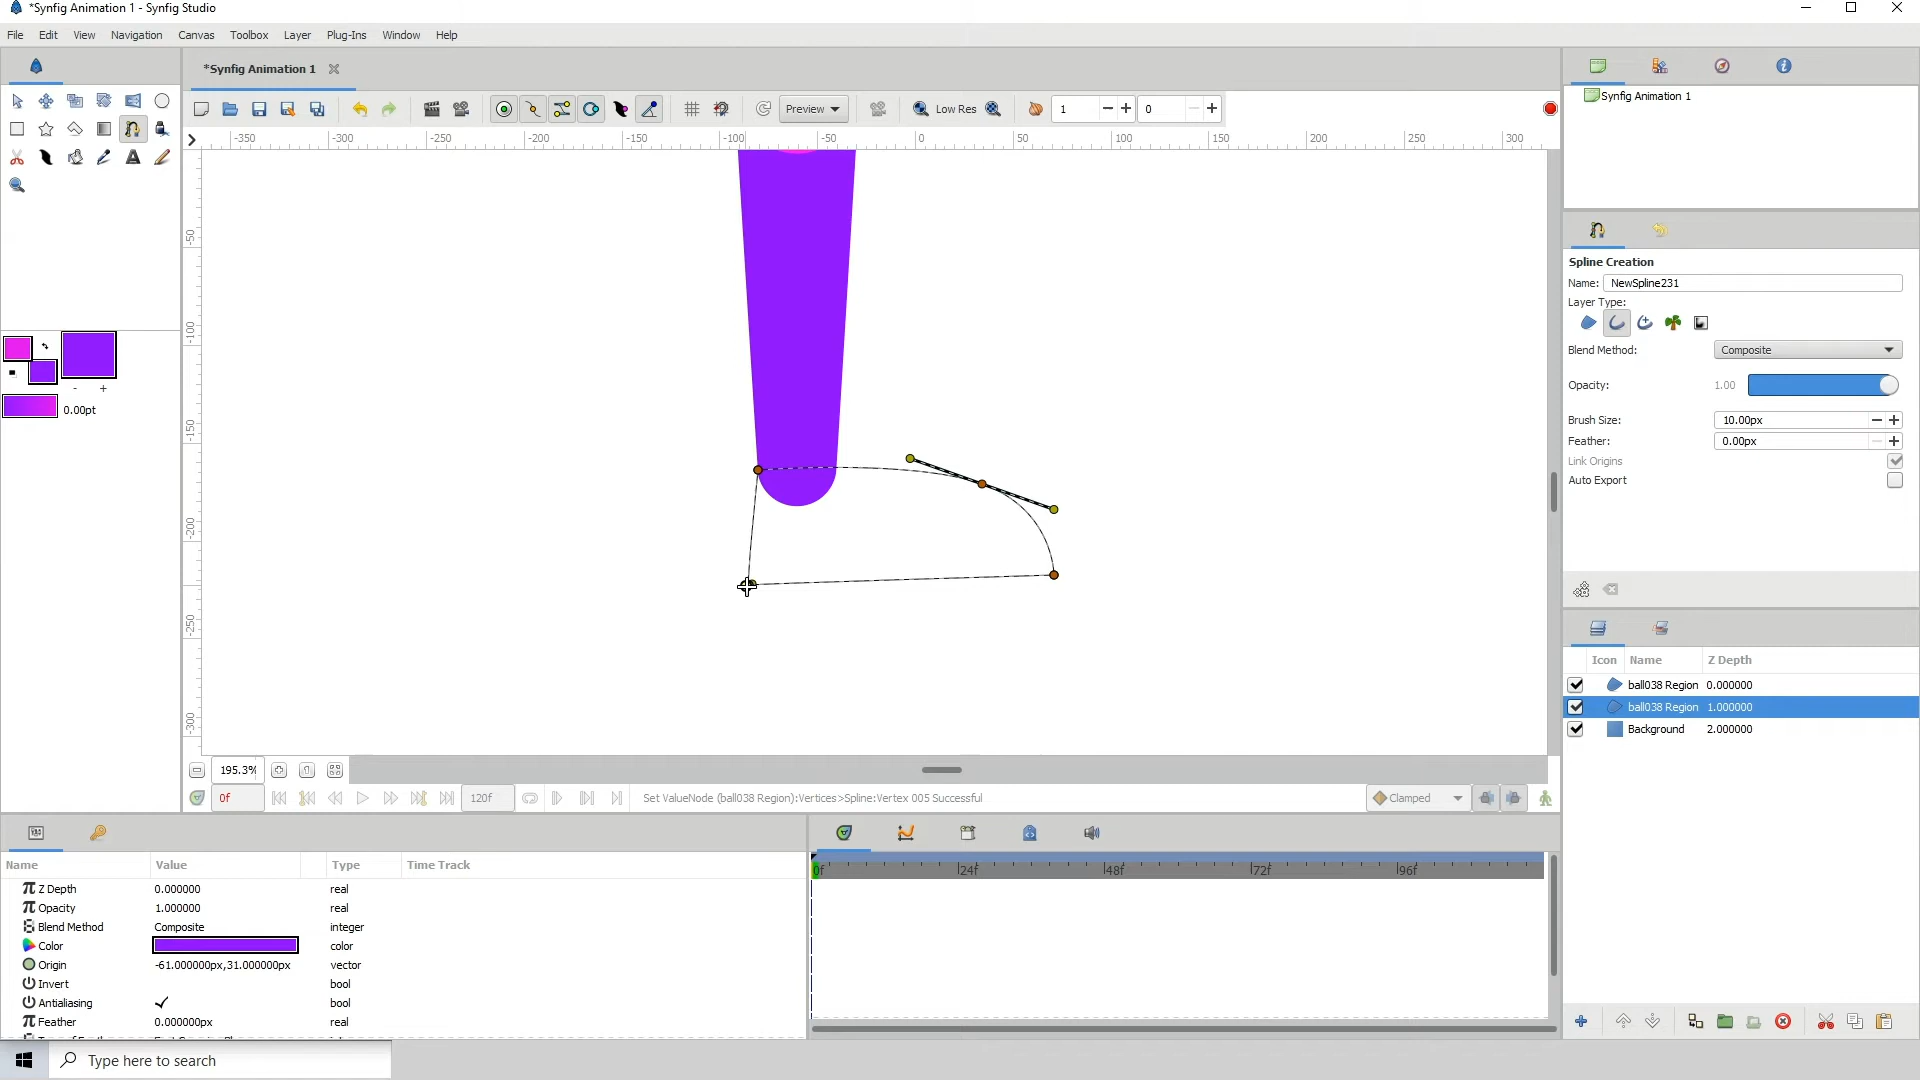 *Synfig Animation 1 - Synfig Studio
File Edit View Navigation Canvas Toolbox Layer Plug-Ins Window Help
*Synfig Animation 1
Preview Low Res 1 0
-350 -300 -250 -200 -150 -100 -50 0 50 100 150 200 250 300
-50
-100
-150
-200
-250
-300
0.00pt
Synfig Animation 1
Spline Creation
Name: NewSpline231
Layer Type:
Blend Method: Composite
Opacity: 1.00
Brush Size: 10.00px
Feather: 0.00px
Link Origins
Auto Export
Icon Name Z Depth
ball038 Region 0.000000
ball038 Region 1.000000
Background 2.000000
195.3%
0f 120f Set ValueNode (ball038 Region):Vertices>Spline:Vertex 005 Successful Clamped
Name Value Type Time Track
Z Depth 0.000000 real
Opacity 1.000000 real
Blend Method Composite integer
Color color
Origin -61.000000px,31.000000px vector
Invert bool
Antialiasing bool
Feather 0.000000px real
0f 24f 48f 72f 96f
Type here to search